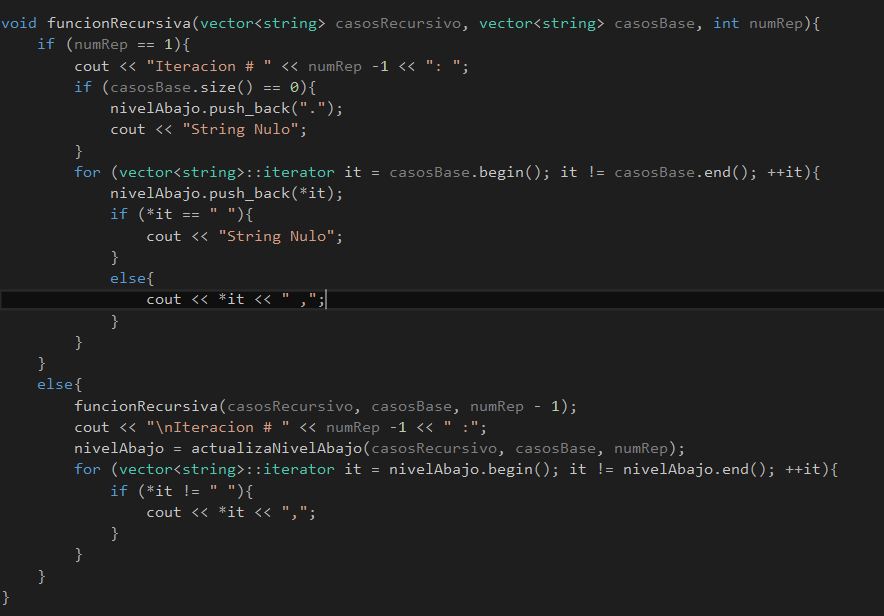 void funcionRecursiva(vector<string> casosRecursivo, vector<string> casosBase, int numRep){
    if (numRep == 1){
        cout << "Iteracion # " << numRep -1 << ": ";
        if (casosBase.size() == 0){
            nivelAbajo.push_back(".");
            cout << "String Nulo";
        }
        for (vector<string>::iterator it = casosBase.begin(); it != casosBase.end(); ++it){
            nivelAbajo.push_back(*it);
            if (*it == " "){
                cout << "String Nulo";
            }
            else{
                cout << *it << " ,";
            }
        }
    }
    else{
        funcionRecursiva(casosRecursivo, casosBase, numRep - 1);
        cout << "\nIteracion # " << numRep -1 << " :";
        nivelAbajo = actualizaNivelAbajo(casosRecursivo, casosBase, numRep);
        for (vector<string>::iterator it = nivelAbajo.begin(); it != nivelAbajo.end(); ++it){
            if (*it != " "){
                cout << *it << ",";
            }
        }
    }
}